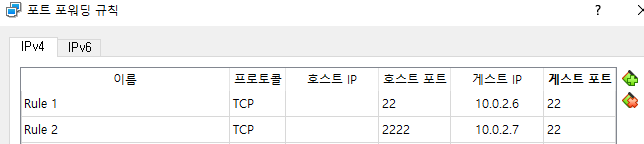 포트 포워딩 규칙 ?
IPv4 IPv6
이름 프로토콜 호스트 IP 호스트 포트 게스트 IP 게스트 포트
Rule 1 TCP 22 10.0.2.6 22
Rule 2 TCP 2222 10.0.2.7 22